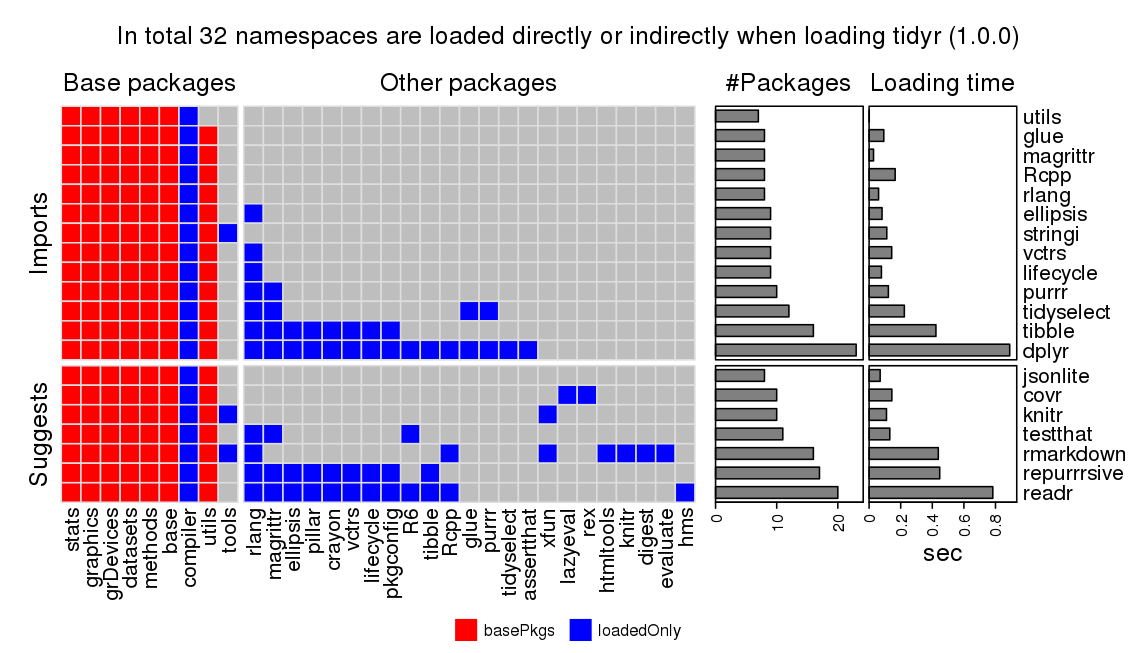 In total 32 namespaces are loaded directly or indirectly when loading tidyr (1.0.0)
Base packages
Other packages
#Packages
Loading time
Imports
utils
glue
magrittr
Rcpp
rlang
ellipsis
stringi
vctrs
lifecycle
purrr
tidyselect
tibble
dplyr
Suggests
jsonlite
covr
knitr
testthat
rmarkdown
repurrrsive
readr
stats
graphics
grDevices
datasets
methods
base
compiler
utils
tools
rlang
magrittr
ellipsis
pillar
crayon
vctrs
lifecycle
pkgconfig
R6
tibble
Rcpp
glue
purrr
tidyselect
assertthat
xfun
lazyeval
rex
htmltools
knitr
digest
evaluate
hms
0
10
20
0
0.2
0.4
0.6
0.8
sec
basePkgs
loadedOnly